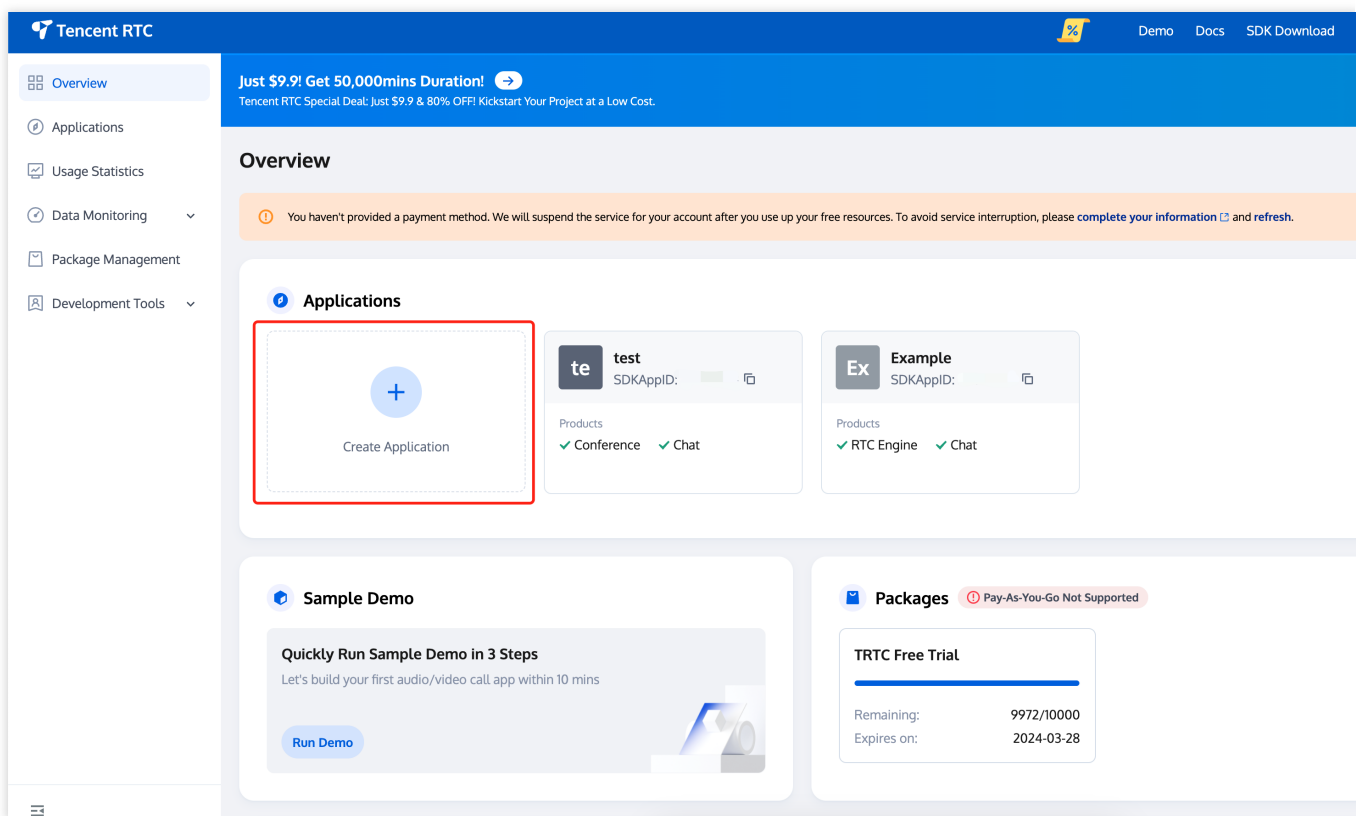 Tencent RTC
%
Demo Docs SDK Download
Overview
Applications
Usage Statistics
Data Monitoring
Package Management
Development Tools
Just $9.9! Get 50,000mins Duration!
Tencent RTC Special Deal: Just $9.9 & 80% OFF! Kickstart Your Project at a Low Cost.
Overview
You haven't provided a payment method. We will suspend the service for your account after you use up your free resources. To avoid service interruption, please complete your information and refresh.
Applications
Create Application
te
test
SDKAppID:
Products
Conference Chat
Ex
Example
SDKAppID:
Products
RTC Engine Chat
Sample Demo
Quickly Run Sample Demo in 3 Steps
Let's build your first audio/video call app within 10 mins
Run Demo
Packages Pay-As-You-Go Not Supported
TRTC Free Trial
Remaining: 9972/10000
Expires on: 2024-03-28